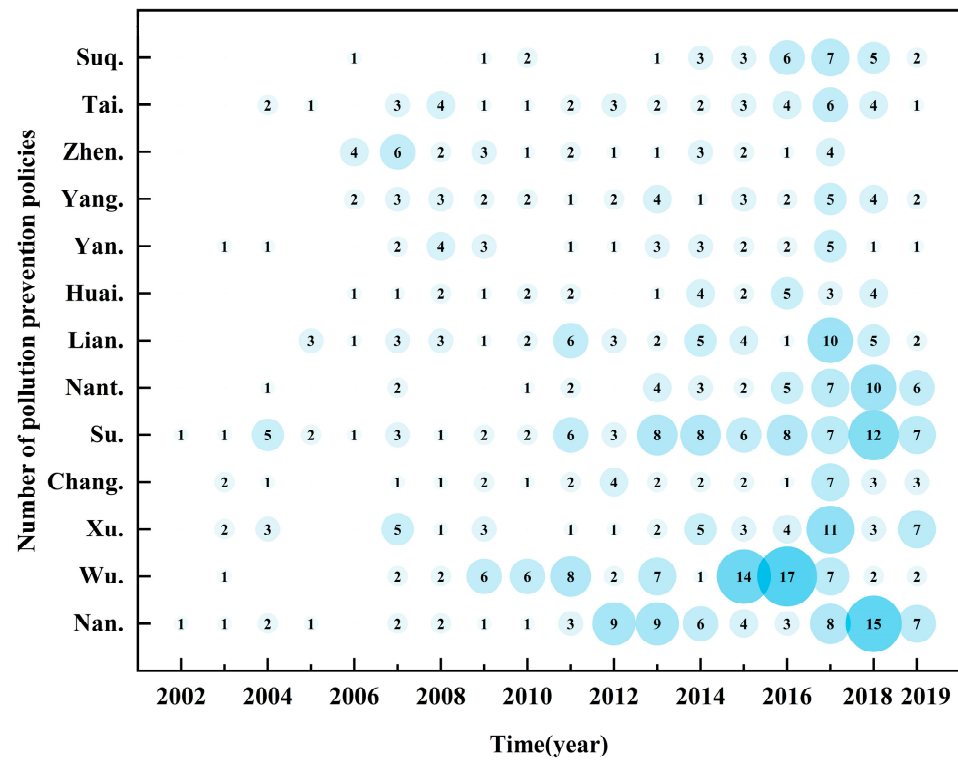 Number of pollution prevention policies
Suq. 1 1 2 1 3 3 6 7 5 2
Tai. 2 1 3 4 1 1 2 3 2 2 3 4 6 4 1
Zhen. 4 6 2 3 1 2 1 1 3 2 1 4
Yang. 2 3 3 2 2 1 2 4 1 3 2 5 4 2
Yan. 1 1 2 4 3 1 1 3 3 2 2 5 1 1
Huai. 1 1 2 1 2 2 1 4 2 5 3 4
Lian. 3 1 3 3 1 2 6 3 2 5 4 1 10 5 2
Nant. 1 2 1 2 4 3 2 5 7 10 6
Su. 1 1 5 2 1 3 1 2 2 6 3 8 8 6 8 7 12 7
Chang. 2 1 1 1 2 1 2 4 2 2 2 1 7 3 3
Xu. 2 3 5 1 3 1 1 2 5 3 4 11 3 7
Wu. 1 2 2 6 6 8 2 7 1 14 17 7 2 2
Nan. 1 1 2 1 2 2 1 1 3 9 9 6 4 3 8 15 7
2002 2004 2006 2008 2010 2012 2014 2016 2018 2019
Time(year)